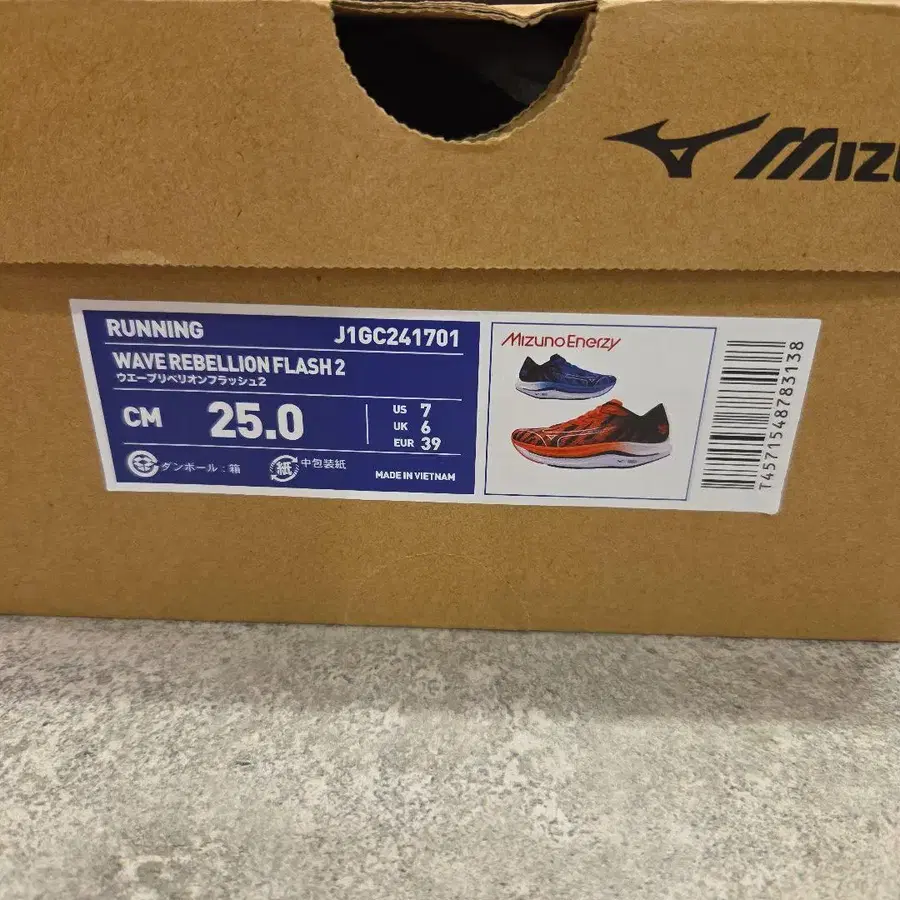 MIZU
RUNNING J1GC241701
WAVE REBELLION FLASH 2
ウエーブリベリオンフラッシュ2
CM 25.0
US 7
UK 6
EUR 39
ダンボール：箱
紙 中包装紙
MADE IN VIETNAM
Mizuno Enerzy
T4571548783138